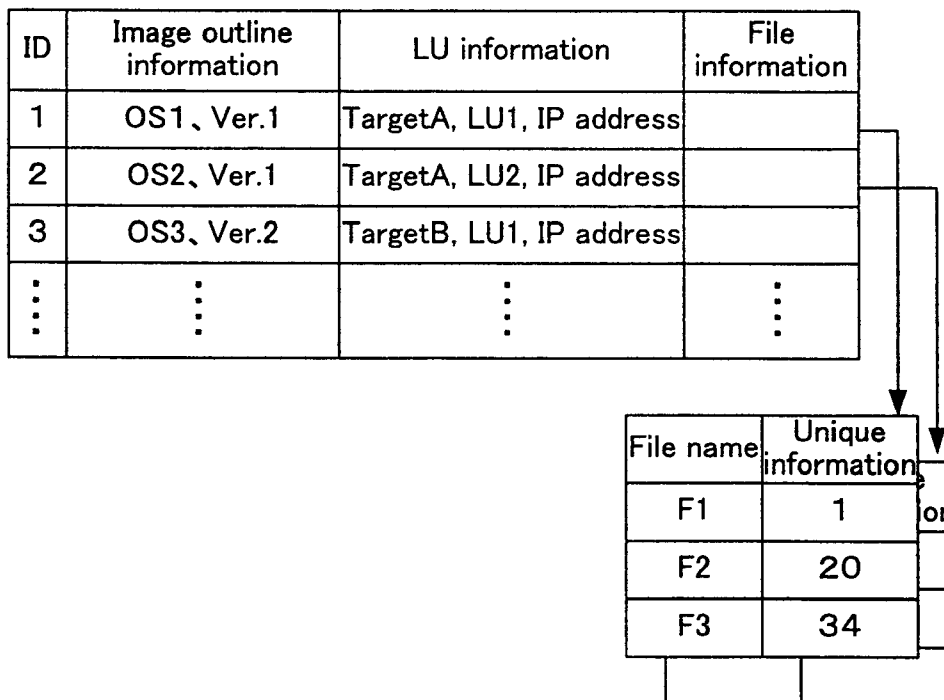 ID
Image outline information
LU information
File information
1
OS1、Ver.1
TargetA, LU1, IP address
2
OS2、Ver.1
TargetA, LU2, IP address
3
OS3、Ver.2
TargetB, LU1, IP address
File name
Unique information
F1
1
F2
20
F3
34